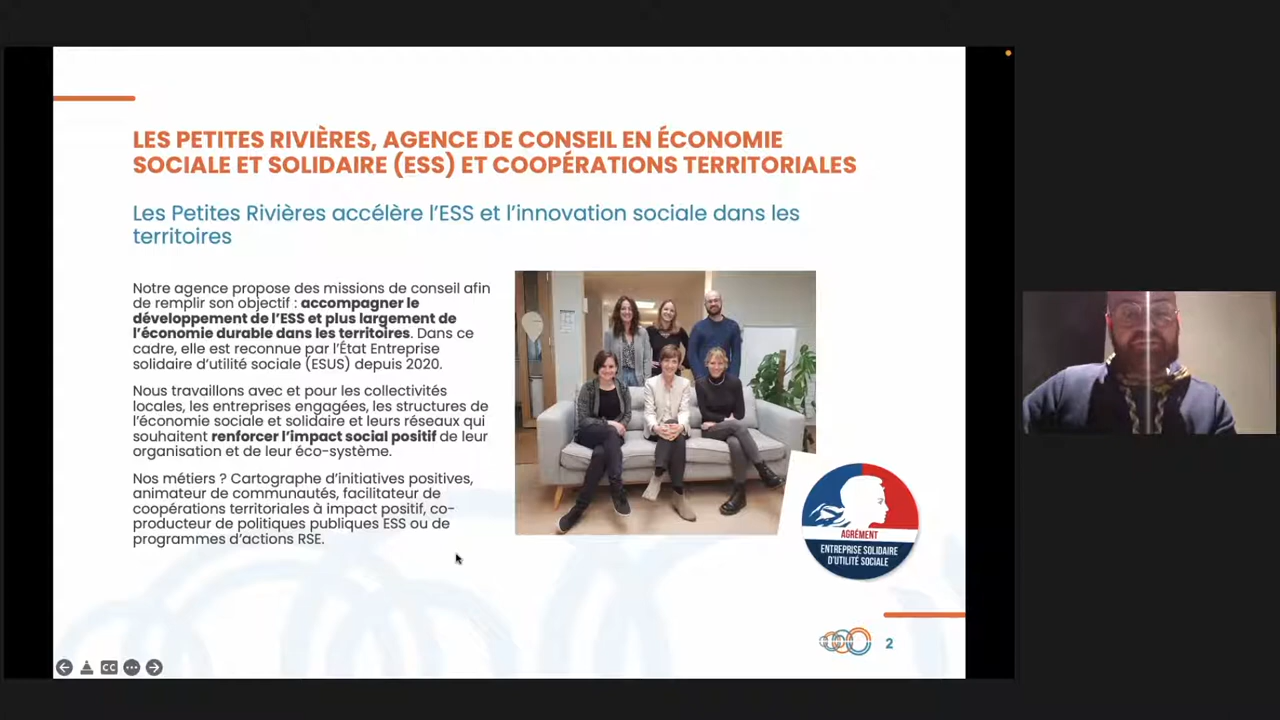 LES PETITES RIVIÈRES, AGENCE DE CONSEIL EN ÉCONOMIE
SOCIALE ET SOLIDAIRE (ESS) ET COOPÉRATIONS TERRITORIALES
Les Petites Rivières accélère l’ESS et l’innovation sociale dans les
territoires
Notre agence propose des missions de conseil afin
de remplir son objectif : accompagner le
développement de l’ESS et plus largement de
l’économie durable dans les territoires. Dans ce
cadre, elle est reconnue par l’État Entreprise
solidaire d’utilité sociale (ESUS) depuis 2020.
Nous travaillons avec et pour les collectivités
locales, les entreprises engagées, les structures de
l’économie sociale et solidaire et leurs réseaux qui
souhaitent renforcer l’impact social positif de leur
organisation et de leur éco-système.
Nos métiers ? Cartographe d’initiatives positives,
animateur de communautés, facilitateur de
coopérations territoriales à impact positif, co-
producteur de politiques publiques ESS ou de
programmes d’actions RSE.
AGRÉMENT
ENTREPRISE SOLIDAIRE
D’UTILITÉ SOCIALE
2
CC